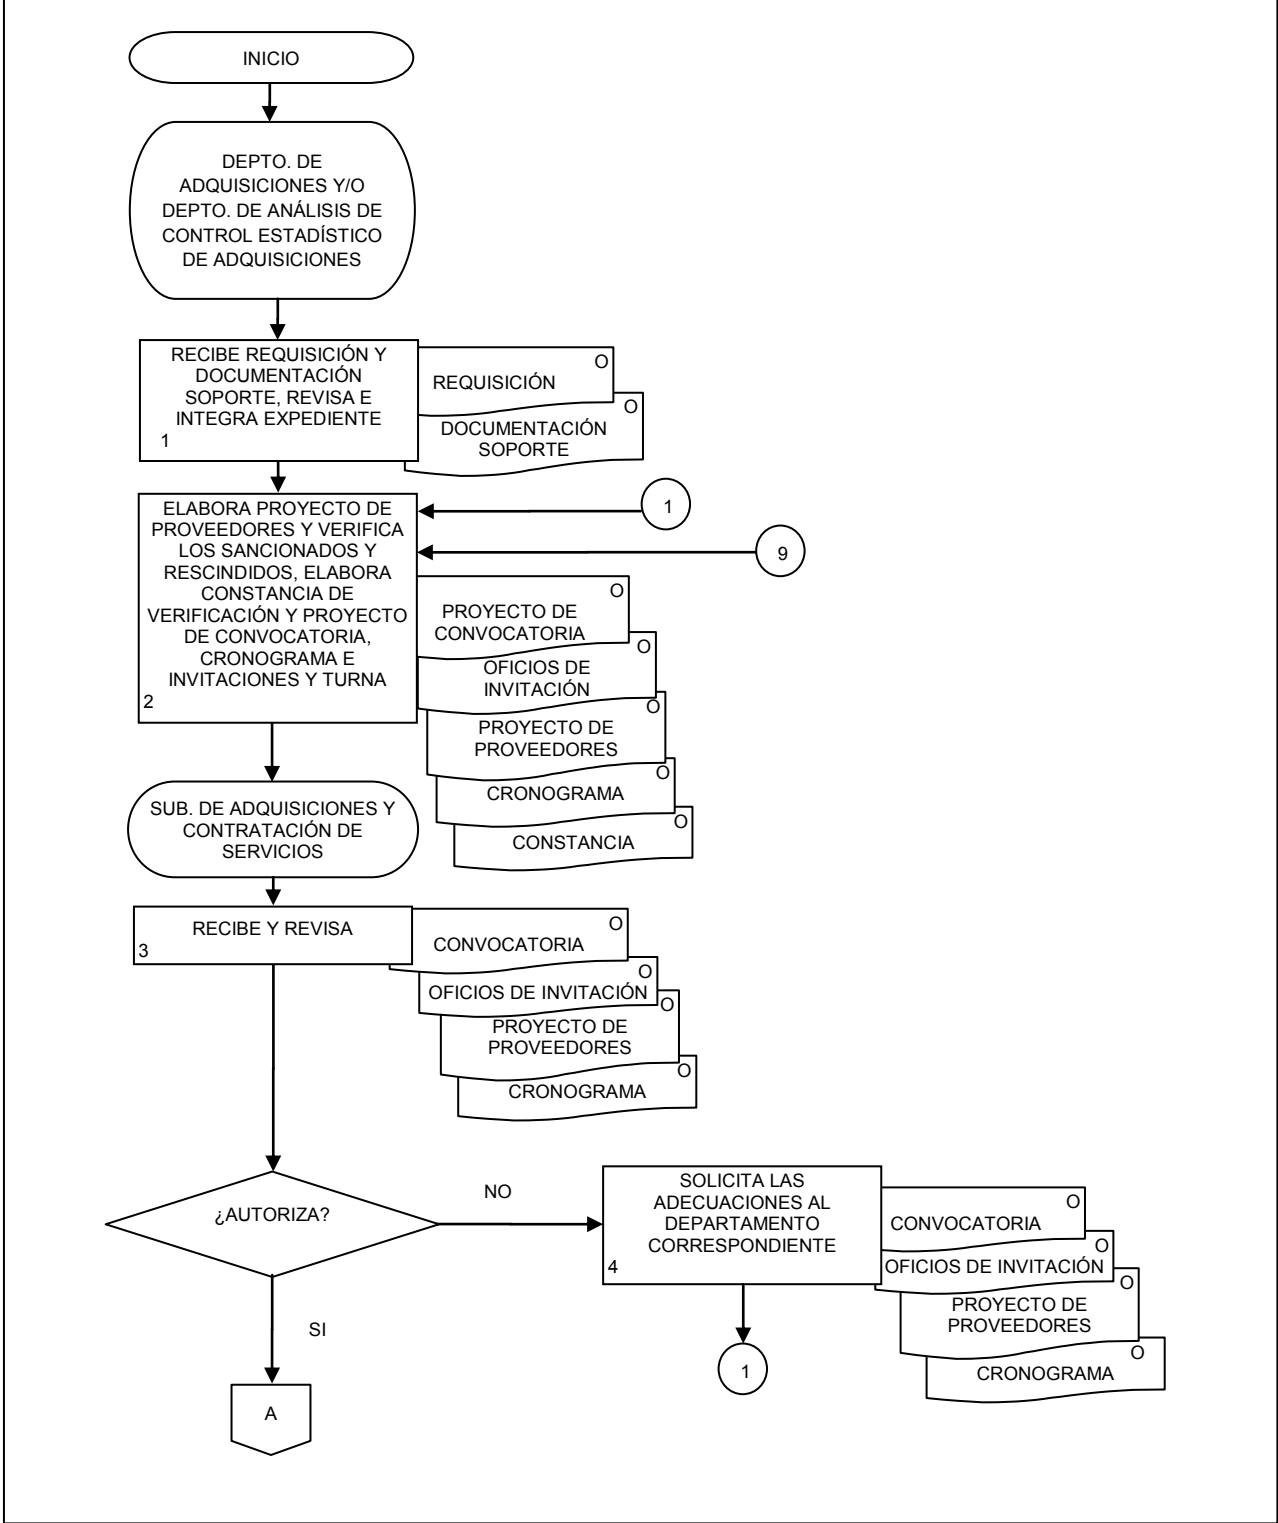 INICIO
DEPTO. DE
ADQUISICIONES Y/O
DEPTO. DE ANÁLISIS DE
CONTROL ESTADÍSTICO
DE ADQUISICIONES
RECIBE REQUISICIÓN Y
DOCUMENTACIÓN
SOPORTE, REVISA E
INTEGRA EXPEDIENTE
1
O
REQUISICIÓN
O
DOCUMENTACIÓN
SOPORTE
ELABORA PROYECTO DE
PROVEEDORES Y VERIFICA
LOS SANCIONADOS Y
RESCINDIDOS, ELABORA
CONSTANCIA DE
VERIFICACIÓN Y PROYECTO
DE CONVOCATORIA,
CRONOGRAMA E
INVITACIONES Y TURNA
2
1
9
O
PROYECTO DE
CONVOCATORIA
O
OFICIOS DE
INVITACIÓN
O
PROYECTO DE
PROVEEDORES
O
CRONOGRAMA
O
CONSTANCIA
SUB. DE ADQUISICIONES Y
CONTRATACIÓN DE
SERVICIOS
RECIBE Y REVISA
3
O
CONVOCATORIA
O
OFICIOS DE INVITACIÓN
O
PROYECTO DE
PROVEEDORES
O
CRONOGRAMA
¿AUTORIZA?
NO
SOLICITA LAS
ADECUACIONES AL
DEPARTAMENTO
CORRESPONDIENTE
4
O
CONVOCATORIA
O
OFICIOS DE INVITACIÓN
O
PROYECTO DE
PROVEEDORES
O
CRONOGRAMA
1
SI
A